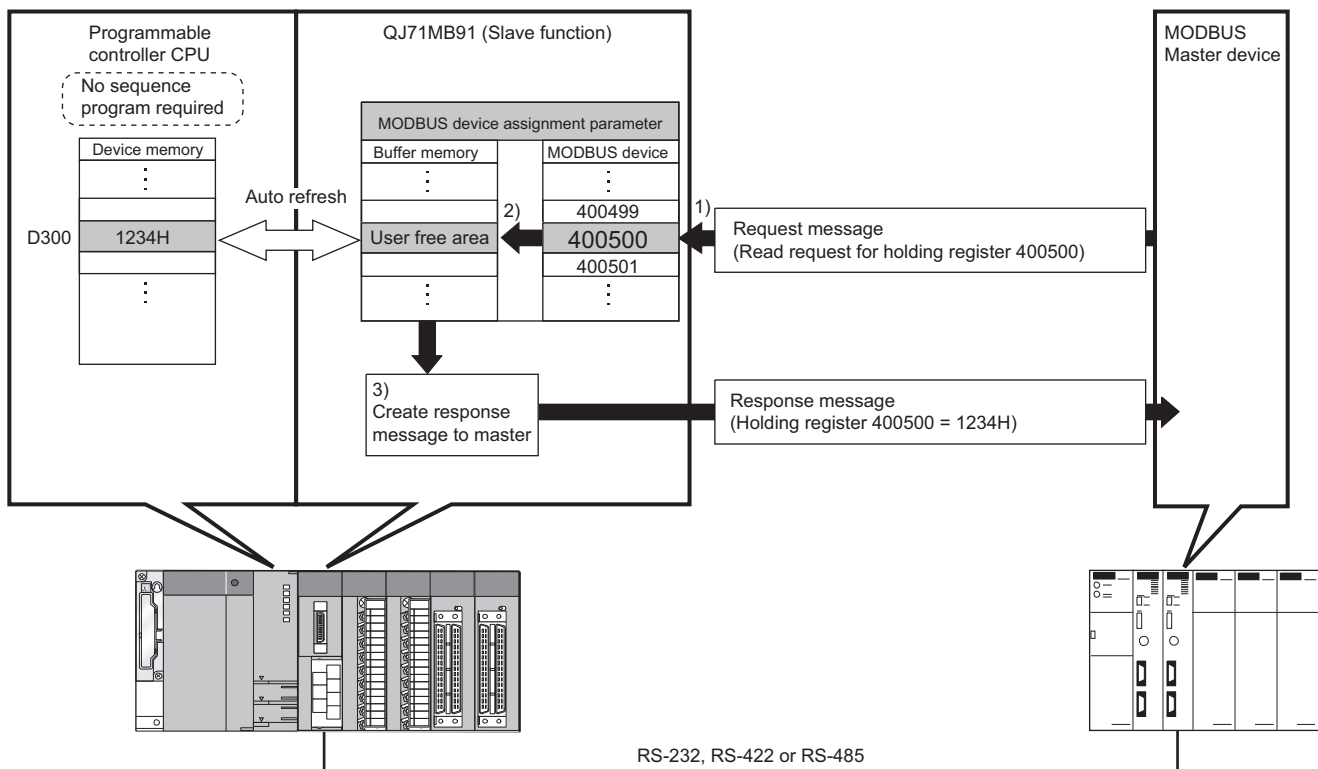 Programmable
controller CPU
No sequence
program required
Device memory
D300
1234H
Auto refresh
QJ71MB91 (Slave function)
MODBUS device assignment parameter
Buffer memory
MODBUS device
2)
400499
User free area
400500
400501
1)
Request message
(Read request for holding register 400500)
3)
Create response
message to master
Response message
(Holding register 400500 = 1234H)
MODBUS
Master device
RS-232, RS-422 or RS-485